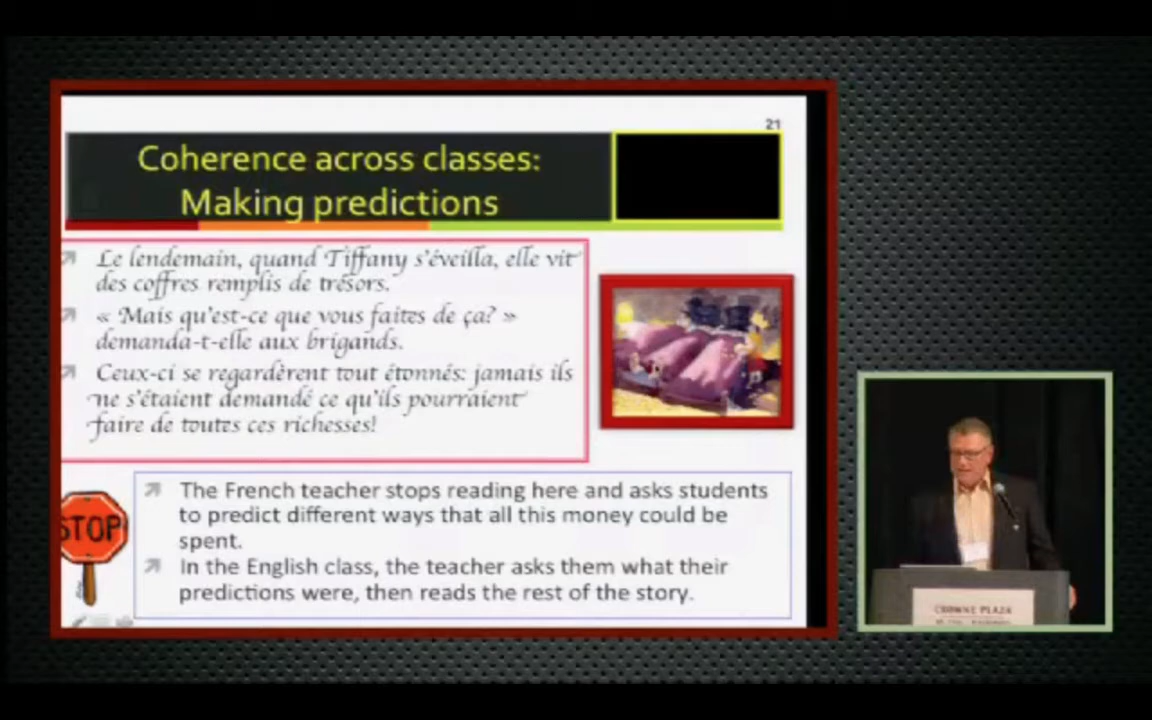 21
Coherence across classes:
Making predictions
Le lendemain, quand Tiffany s'éveilla, elle vit
des coffres remplis de trésors.
« Mais qu'est-ce que vous faites de ça? »
demanda-t-elle aux brigands.
Ceux-ci se regardèrent tout étonnés: jamais ils
ne s'étaient demandé ce qu'ils pourraient
faire de toutes ces richesses!
STOP
The French teacher stops reading here and asks students
to predict different ways that all this money could be
spent.
In the English class, the teacher asks them what their
predictions were, then reads the rest of the story.
CROWNE PLAZA